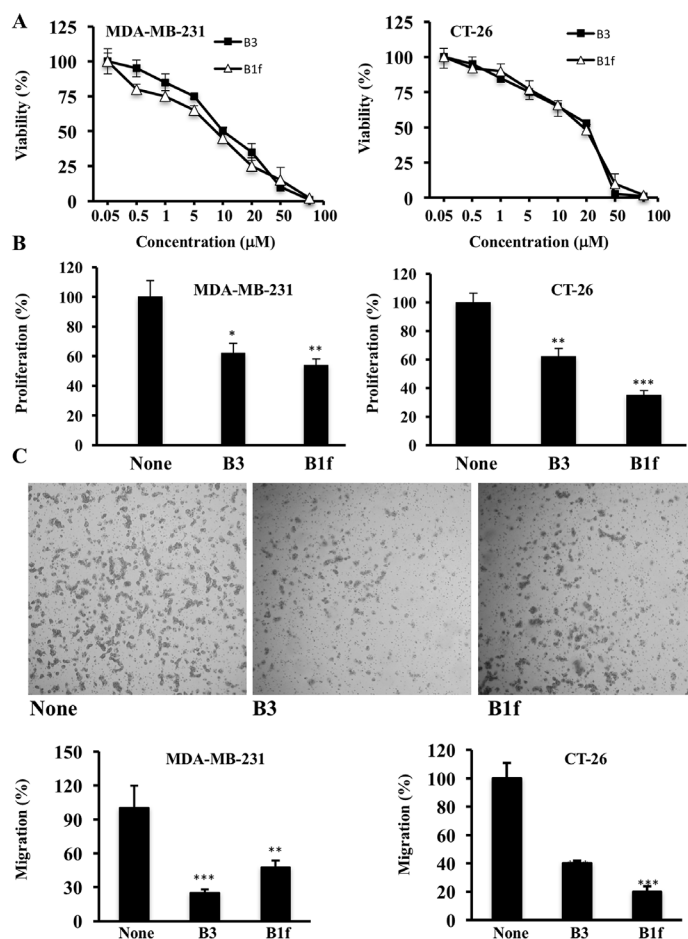 A
MDA-MB-231
B3
B1f
Viability (%)
125
100
75
50
25
0
0.05 0.5 1 5 10 20 50 100
Concentration (µM)
CT-26
B3
B1f
Viability (%)
125
100
75
50
25
0
0.05 0.5 1 5 10 20 50 100
Concentration (µM)
B
MDA-MB-231
Proliferation (%)
120
100
80
60
40
20
0
*
**
None B3 B1f
CT-26
Proliferation (%)
120
100
80
60
40
20
0
**
***
None B3 B1f
C
None
B3
B1f
MDA-MB-231
Migration (%)
150
120
90
60
30
0
***
**
None B3 B1f
CT-26
Migration (%)
120
100
80
60
40
20
0
***
None B3 B1f